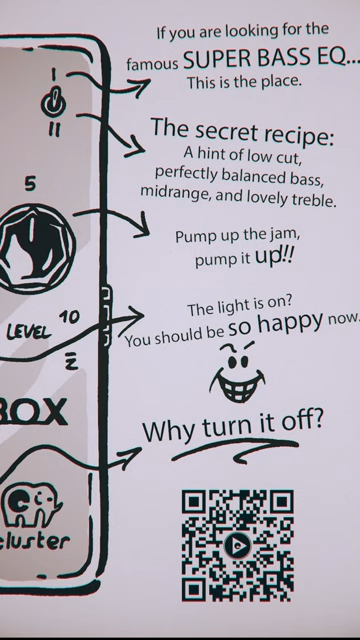 If you are looking for the
famous SUPER BASS EQ...
This is the place.
I
II
The secret recipe:
A hint of low cut,
perfectly balanced bass,
midrange, and lovely treble.
5
Pump up the jam,
pump it up!!
The light is on?
You should be so happy now.
10
LEVEL
IN
BOX
Why turn it off?
cluster